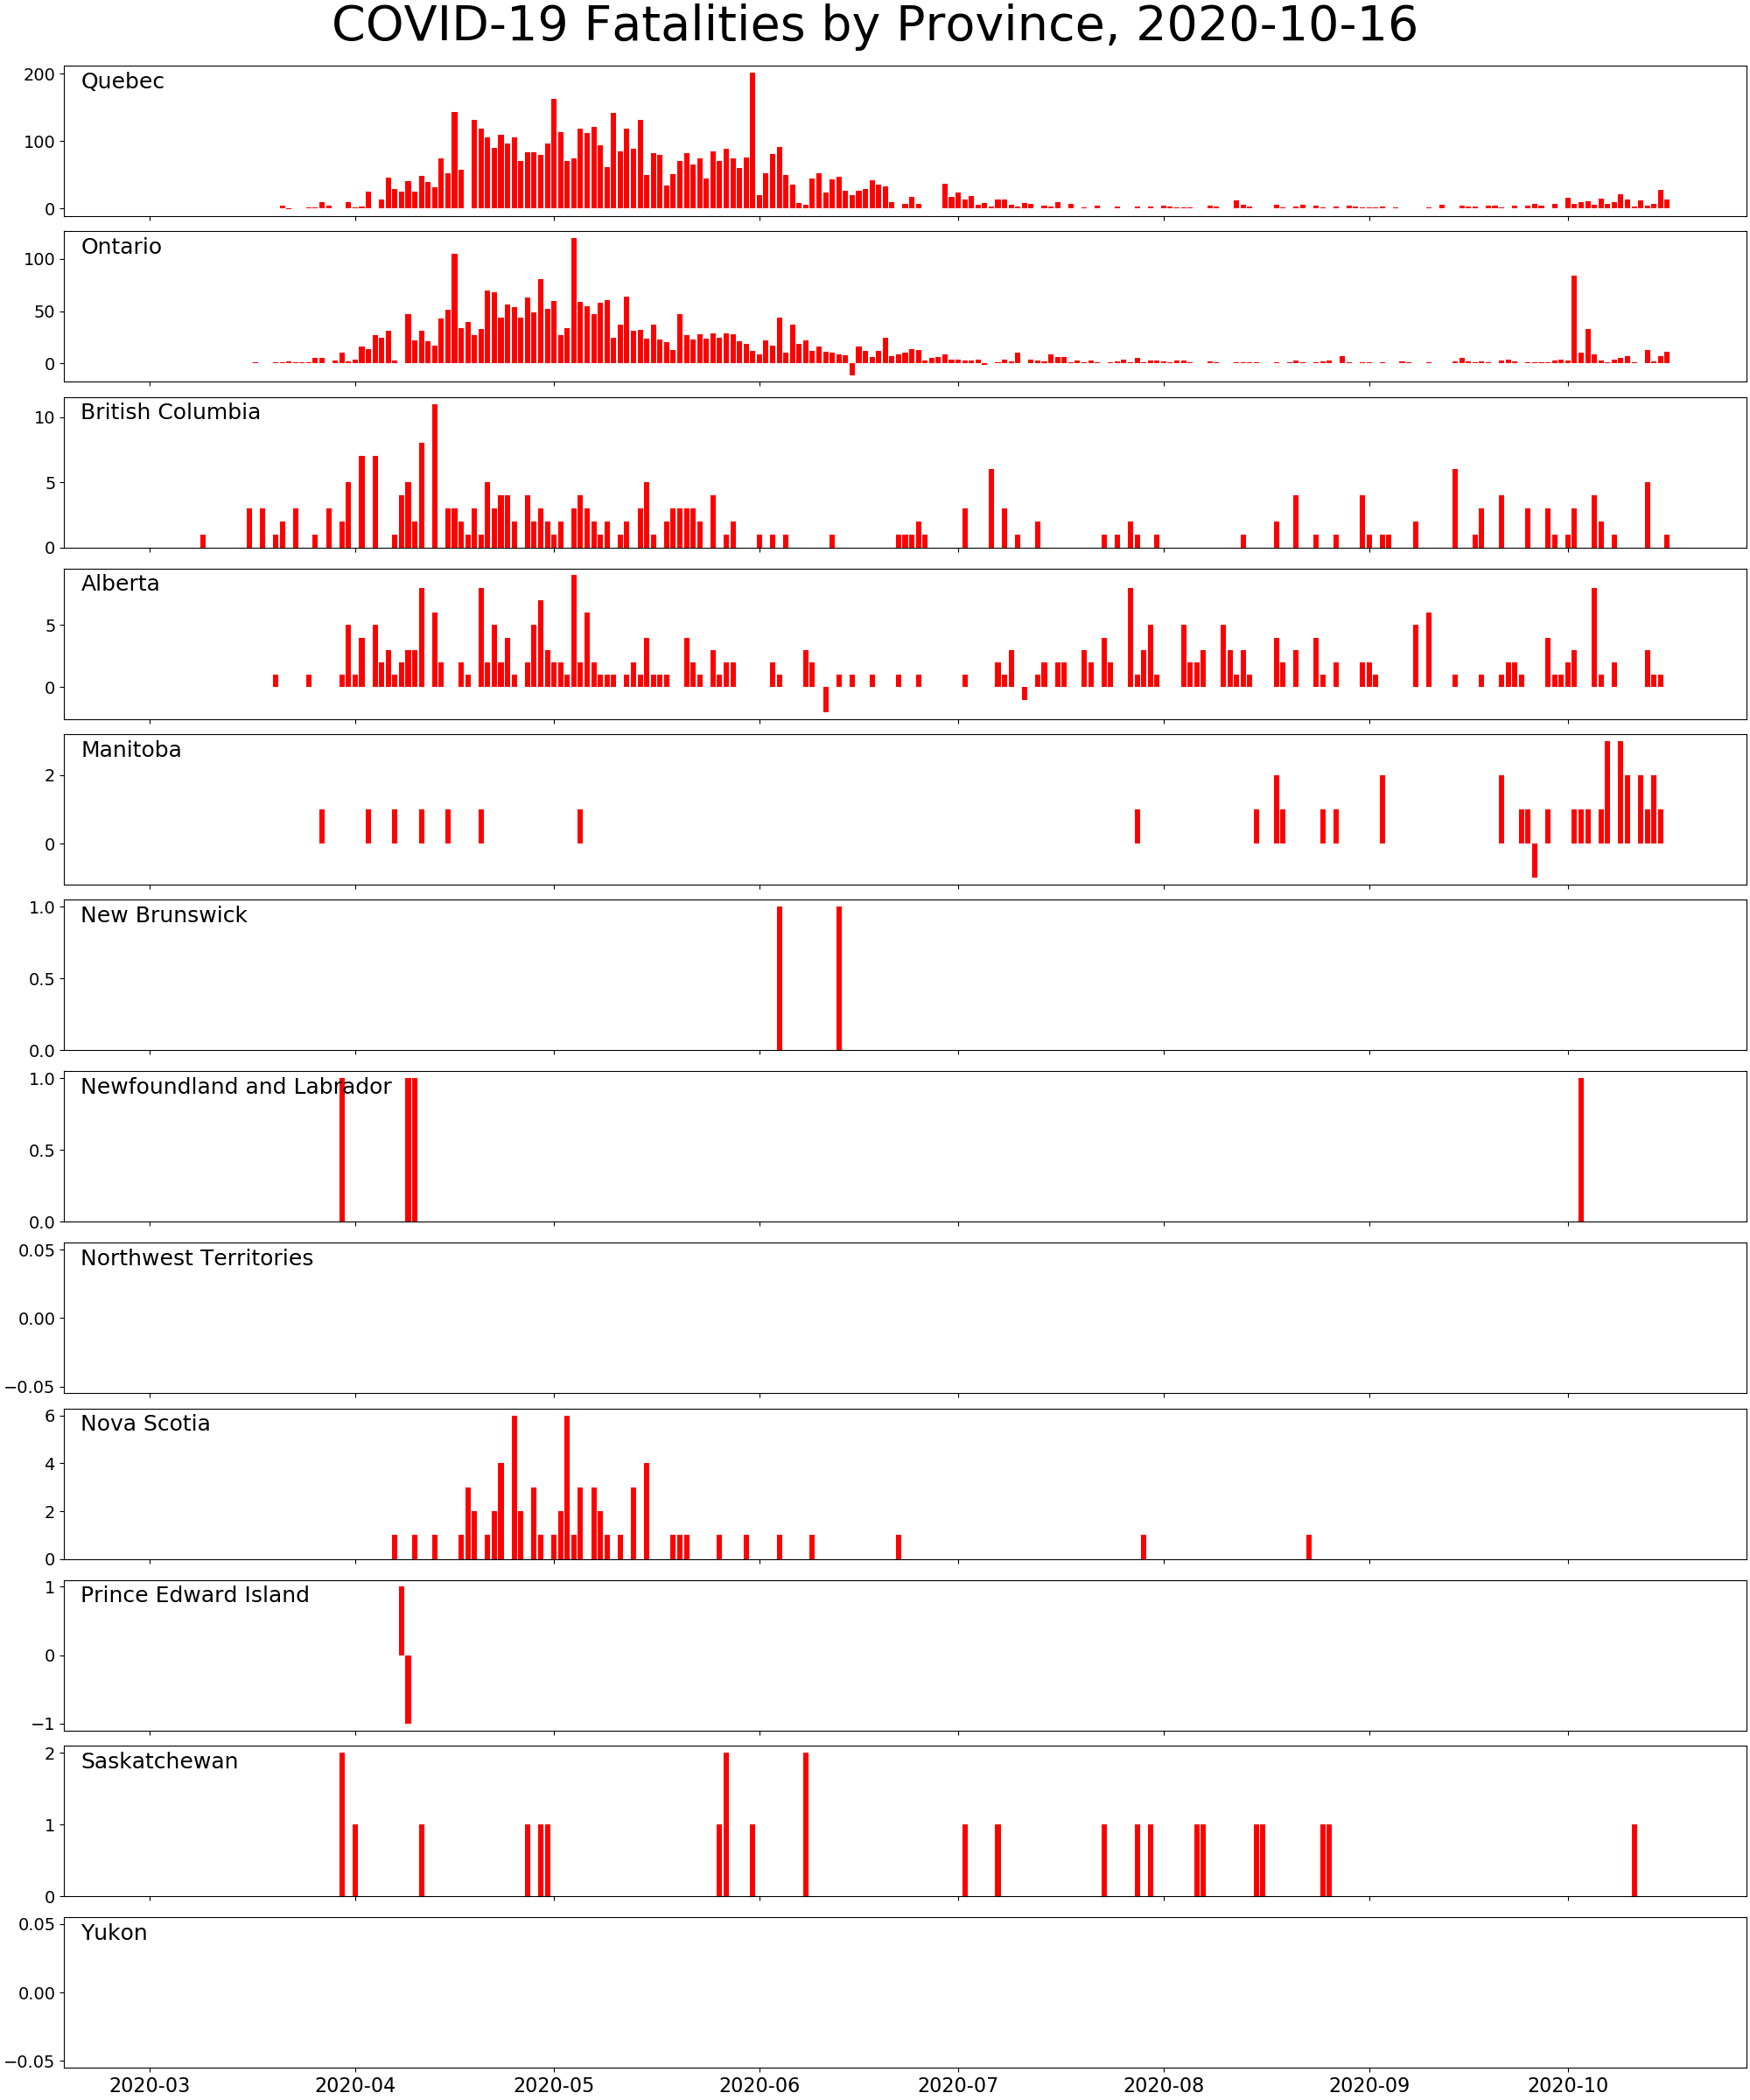 COVID-19 Fatalities by Province, 2020-10-16
Quebec
200
100
0
Ontario
100
50
0
British Columbia
10
5
0
Alberta
5
0
Manitoba
2
0
New Brunswick
1.0
0.5
0.0
Newfoundland and Labrador
1.0
0.5
0.0
Northwest Territories
0.05
0.00
−0.05
Nova Scotia
6
4
2
0
Prince Edward Island
1
0
−1
Saskatchewan
2
1
0
Yukon
0.05
0.00
−0.05
2020-03 2020-04 2020-05 2020-06 2020-07 2020-08 2020-09 2020-10